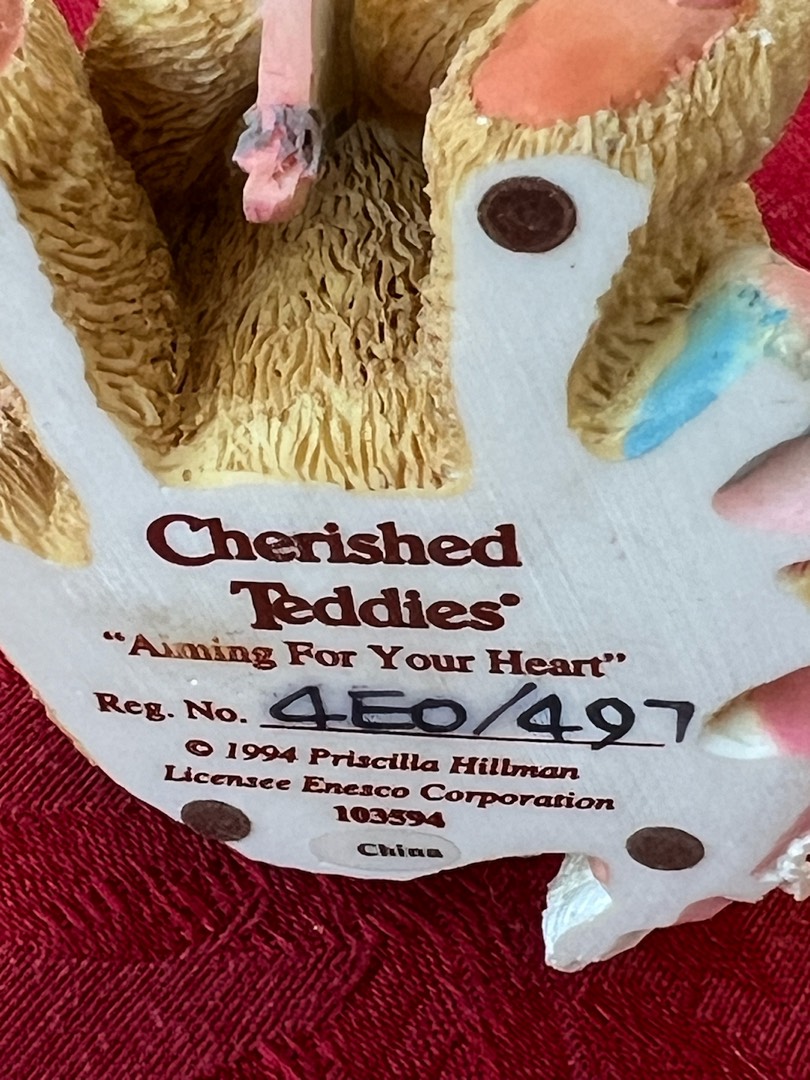 Cherished
Teddies®
“Aiming For Your Heart”
Reg. No. 4E0/497
© 1994 Priscilla Hillman
Licensee Enesco Corporation
103594
China